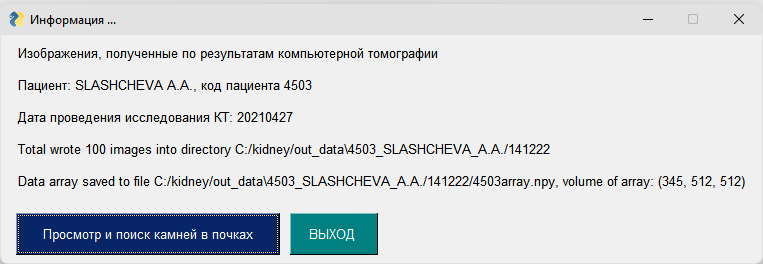 Информация ...
Изображения, полученные по результатам компьютерной томографии
Пациент: SLASHCHEVA A.A., код пациента 4503
Дата проведения исследования КТ: 20210427
Total wrote 100 images into directory C:/kidney/out_data\4503_SLASHCHEVA_A.A./141222
Data array saved to file C:/kidney/out_data\4503_SLASHCHEVA_A.A./141222/4503array.npy, volume of array: (345, 512, 512)
Просмотр и поиск камней в почках ВЫХОД